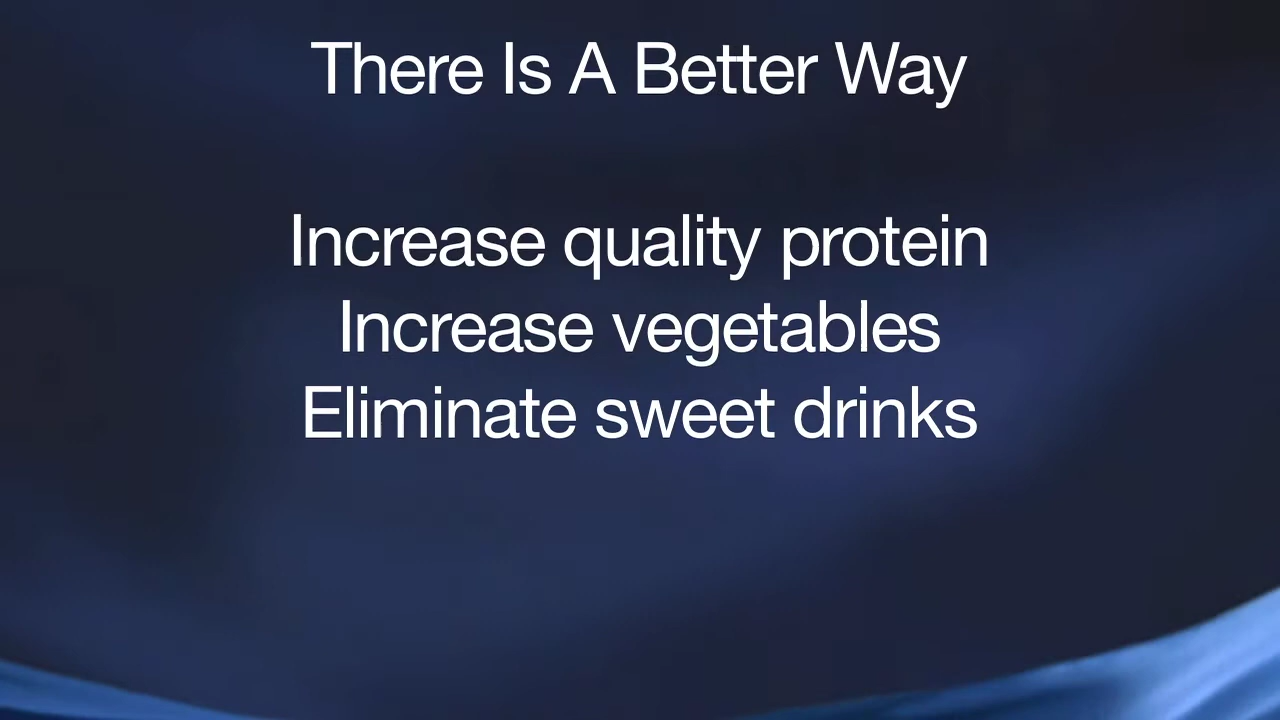 There Is A Better Way
Increase quality protein
Increase vegetables
Eliminate sweet drinks